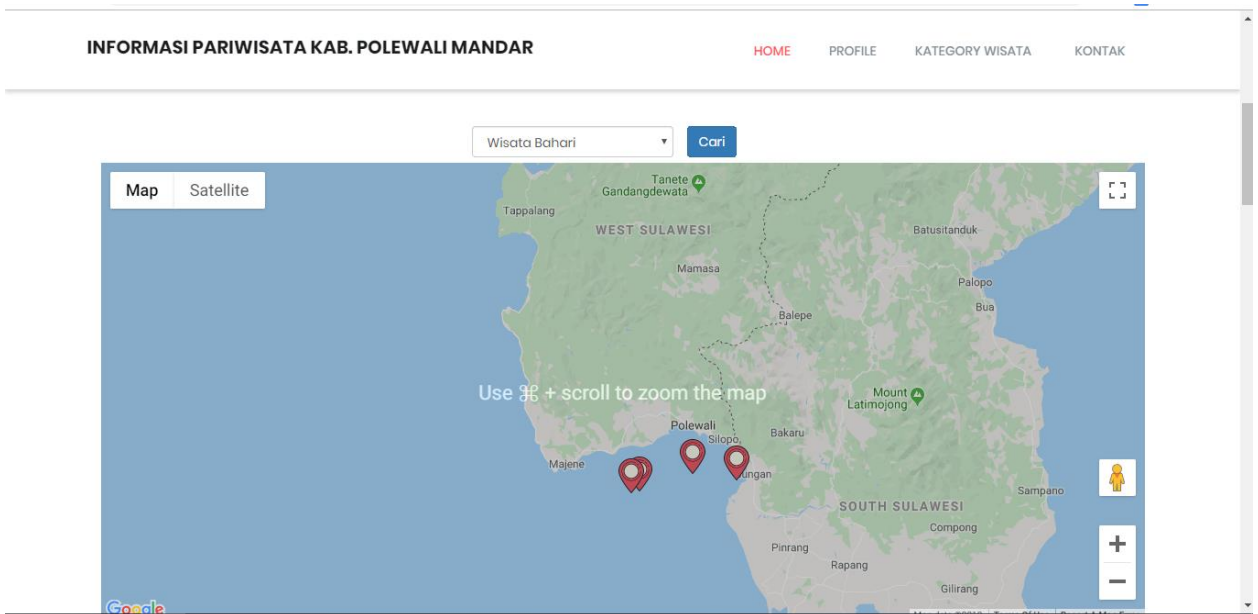 INFORMASI PARIWISATA KAB. POLEWALI MANDAR
HOME PROFILE KATEGORY WISATA KONTAK
Wisata Bahari
Cari
Map Satellite
Tanete
Gandangdewata
Tappalang
WEST SULAWESI
Batusitanduk
Mamasa
Palopo
Bua
Balepe
Use ⌘ + scroll to zoom the map
Mount
Latimojong
Polewali
Silopo,
Bakaru
Majene
Sampano
SOUTH SULAWESI
Compong
Pinrang
Rapang
Gilirang
Google